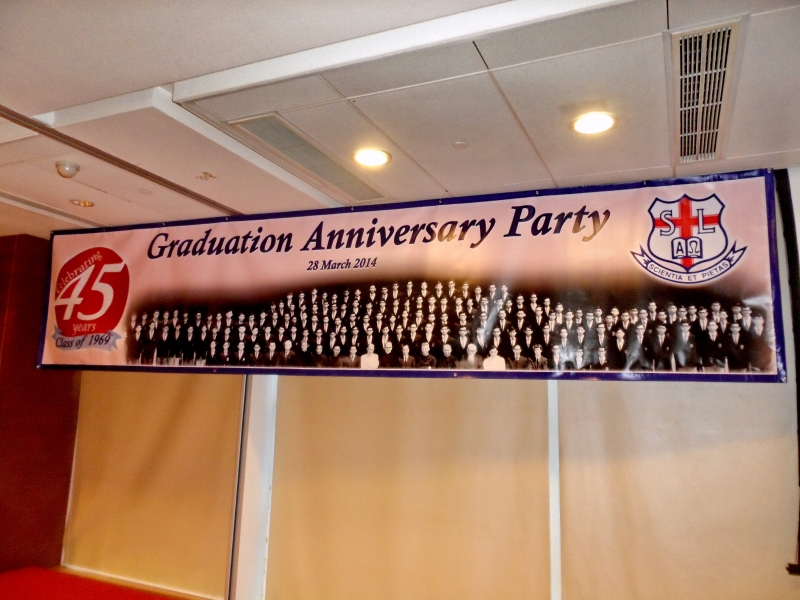 Graduation Anniversary Party
28 March 2014
Celebrating
45
years
Class of 1969
S L
A Ω
SCIENTIA ET PIETAS